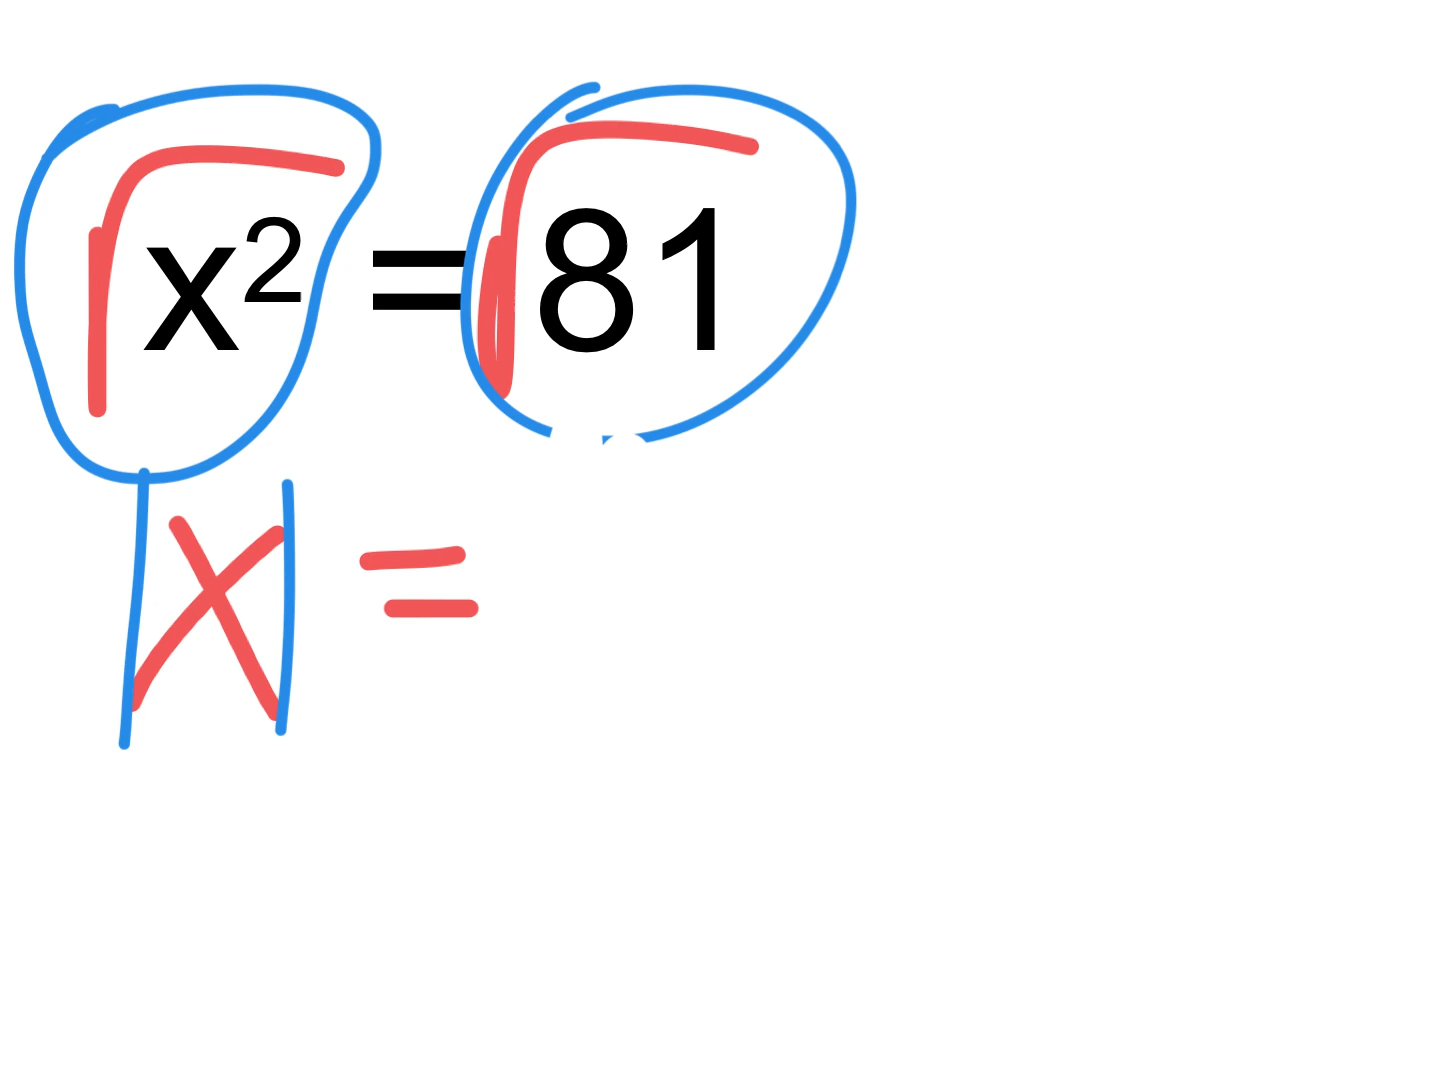 √x² = √81
|x| =